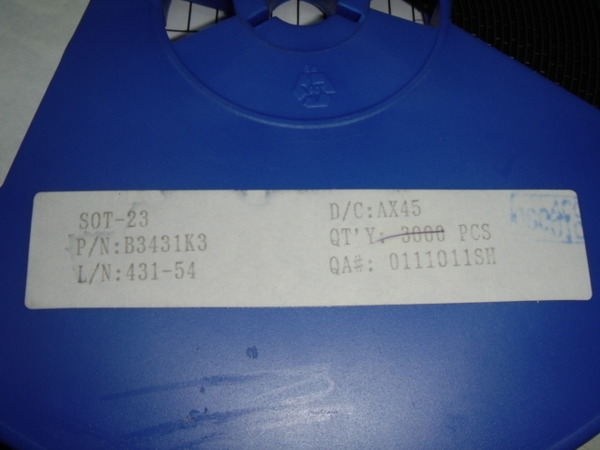 SOT-23
P/N:B3431K3
L/N:431-54
D/C:AX45
QT'Y: 3000 PCS
QA#: 0111011SH